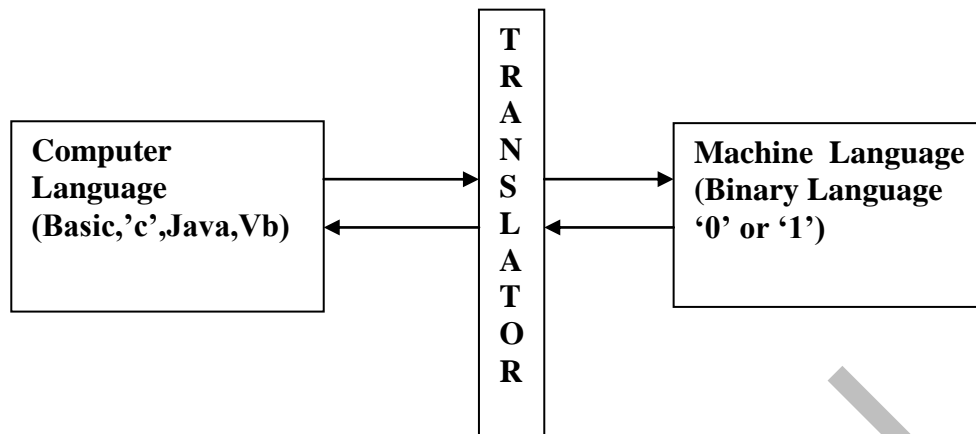 Computer
Language
(Basic,’c’,Java,Vb)
T
R
A
N
S
L
A
T
O
R
Machine Language
(Binary Language
‘0’ or ‘1’)